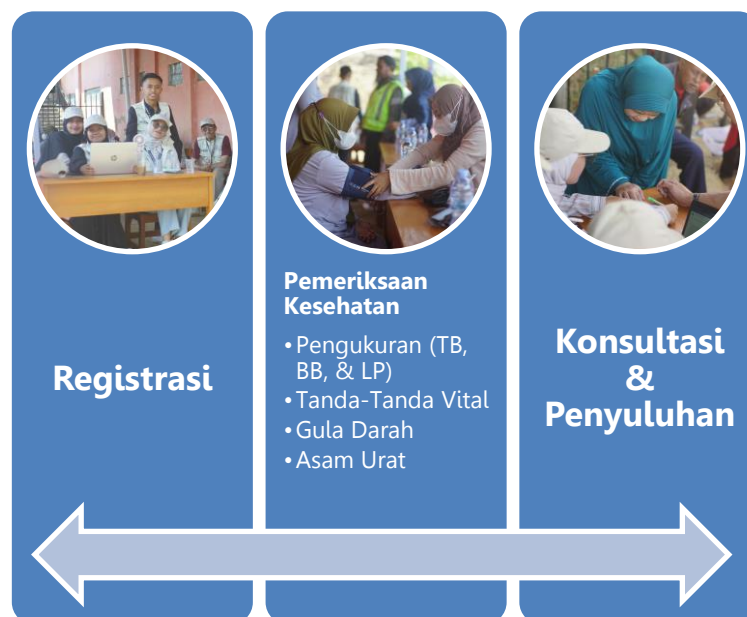 Registrasi
Pemeriksaan
Kesehatan
•Pengukuran (TB,
BB, & LP)
•Tanda-Tanda Vital
•Gula Darah
•Asam Urat
Konsultasi
&
Penyuluhan